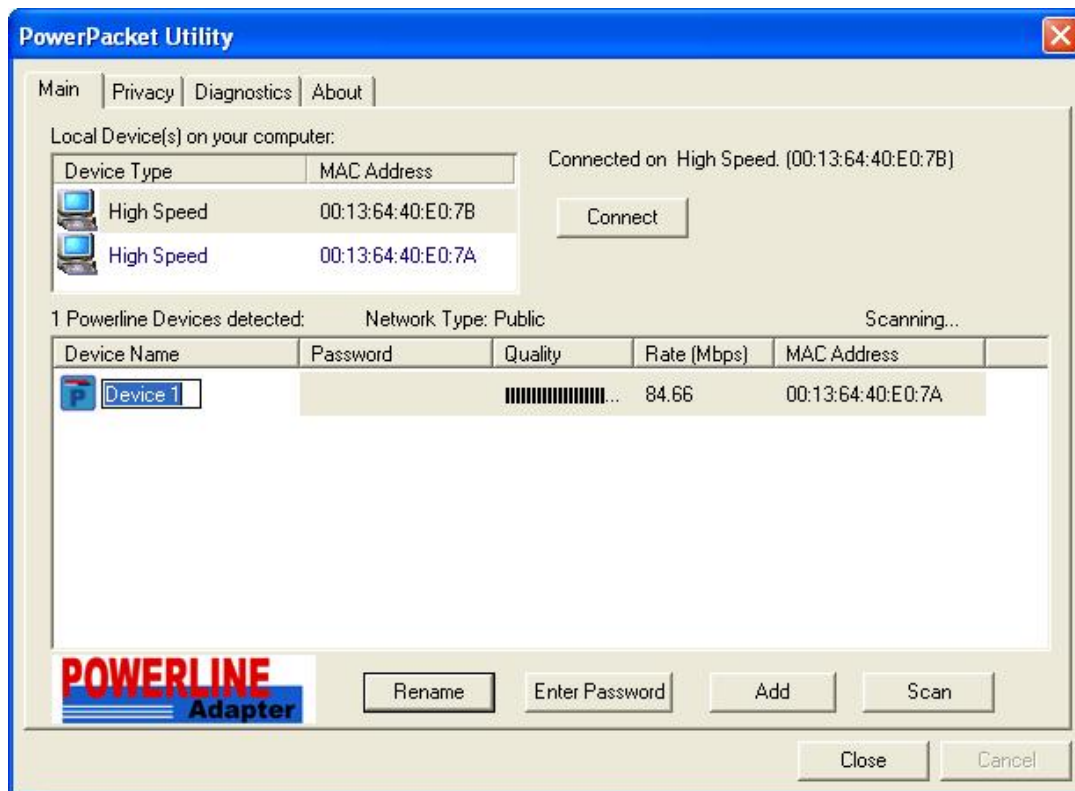 PowerPacket Utility
Main Privacy Diagnostics About
Local Device(s) on your computer:
Device Type MAC Address
High Speed 00:13:64:40:E0:7B
High Speed 00:13:64:40:E0:7A
Connected on High Speed. (00:13:64:40:E0:7B)
Connect
1 Powerline Devices detected: Network Type: Public Scanning...
Device Name Password Quality Rate (Mbps) MAC Address
P Device 1 ... 84.66 00:13:64:40:E0:7A
POWERLINE
Adapter
Rename Enter Password Add Scan
Close Cancel